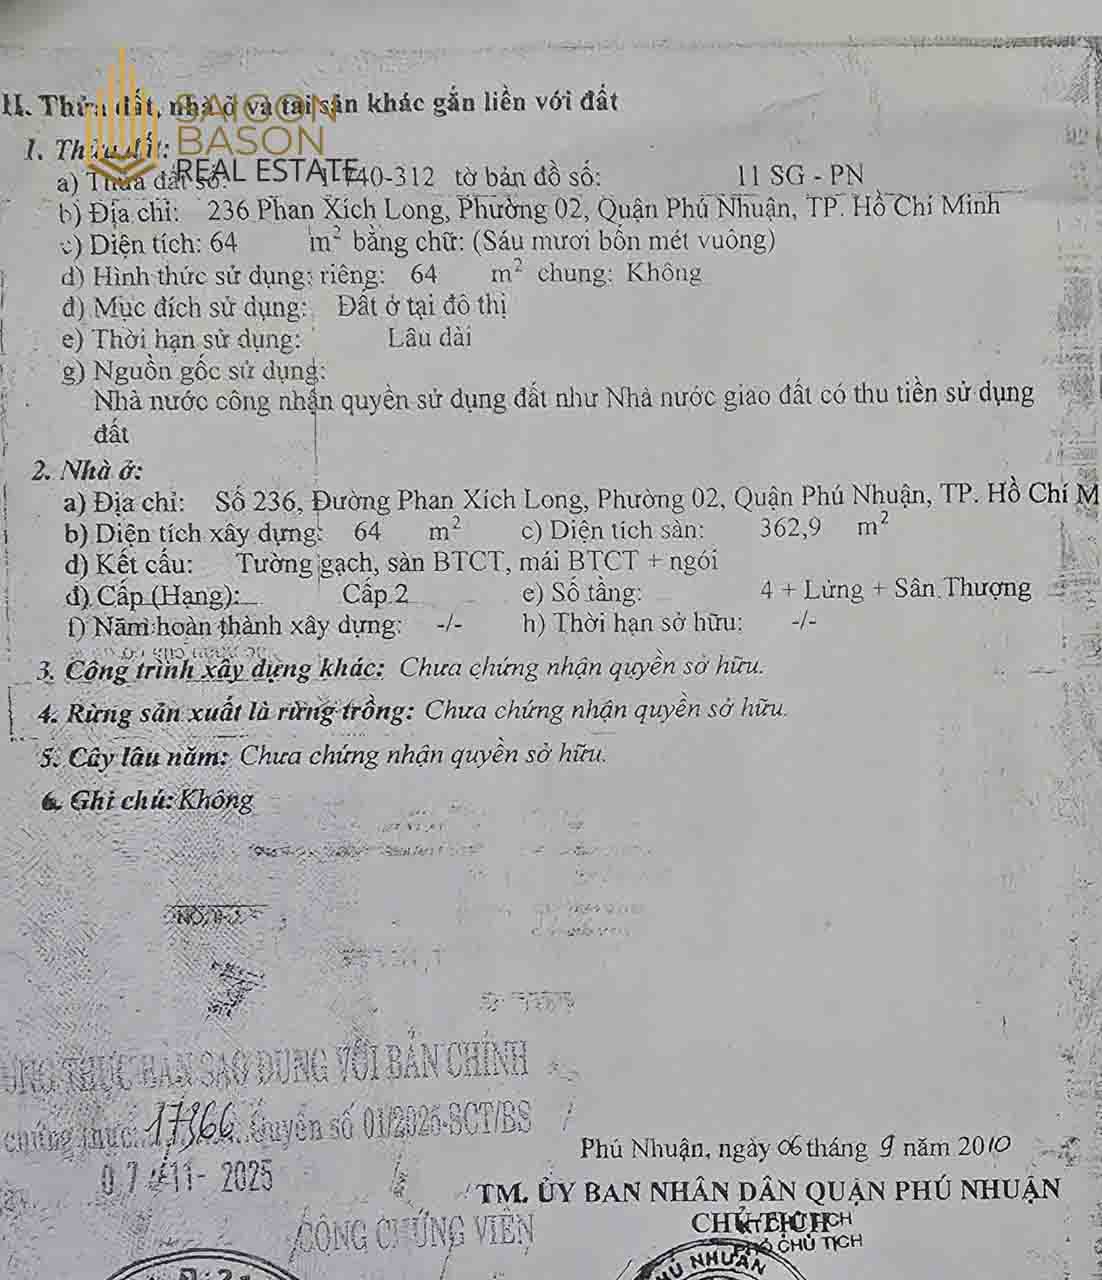 II. Thửa đất, nhà ở và tài sản khác gắn liền với đất
SAIGON
BASON
REAL ESTATE
1. Thửa đất:
a) Thửa đất số: 740-312 tờ bản đồ số: 11 SG - PN
b) Địa chỉ: 236 Phan Xích Long, Phường 02, Quận Phú Nhuận, TP. Hồ Chí Minh
c) Diện tích: 64 m² bằng chữ: (Sáu mươi bốn mét vuông)
d) Hình thức sử dụng: riêng: 64 m² chung: Không
đ) Mục đích sử dụng: Đất ở tại đô thị
e) Thời hạn sử dụng: Lâu dài
g) Nguồn gốc sử dụng:
Nhà nước công nhận quyền sử dụng đất như Nhà nước giao đất có thu tiền sử dụng
đất
2. Nhà ở:
a) Địa chỉ: Số 236, Đường Phan Xích Long, Phường 02, Quận Phú Nhuận, TP. Hồ Chí M
b) Diện tích xây dựng: 64 m² c) Diện tích sàn: 362,9 m²
d) Kết cấu: Tường gạch, sàn BTCT, mái BTCT + ngói
đ) Cấp (Hạng): Cấp 2 e) Số tầng: 4 + Lửng + Sân Thượng
f) Năm hoàn thành xây dựng: -/- h) Thời hạn sở hữu: -/-
3. Công trình xây dựng khác: Chưa chứng nhận quyền sở hữu.
4. Rừng sản xuất là rừng trồng: Chưa chứng nhận quyền sở hữu.
5. Cây lâu năm: Chưa chứng nhận quyền sở hữu.
6. Ghi chú: Không
THỰC BẢN SAO ĐÚNG VỚI BẢN CHÍNH
chứng thực: 17966 Quyển số 01/2025-SCT/BS
07-11-2025
CÔNG CHỨNG VIÊN
Phú Nhuận, ngày 06 tháng 9 năm 2010
TM. ỦY BAN NHÂN DÂN QUẬN PHÚ NHUẬN
CHỦ TỊCH
PHÓ CHỦ TỊCH
NHUẬN